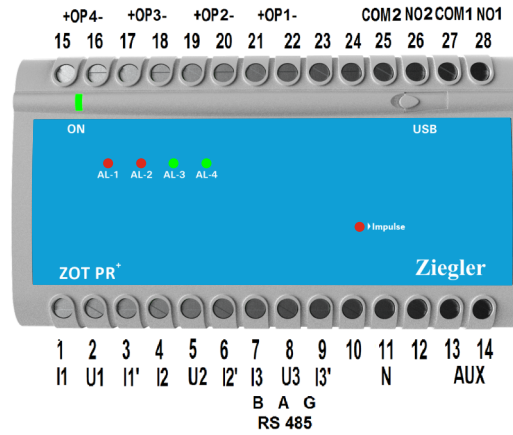 +OP4- +OP3- +OP2- +OP1- COM2 NO2 COM1 NO1
15 16 17 18 19 20 21 22 23 24 25 26 27 28
ON USB
AL-1 AL-2 AL-3 AL-4
Impulse
ZOT PR+ Ziegler
1 2 3 4 5 6 7 8 9 10 11 12 13 14
I1 U1 I1' I2 U2 I2' I3 U3 I3' N AUX
B A G
RS 485